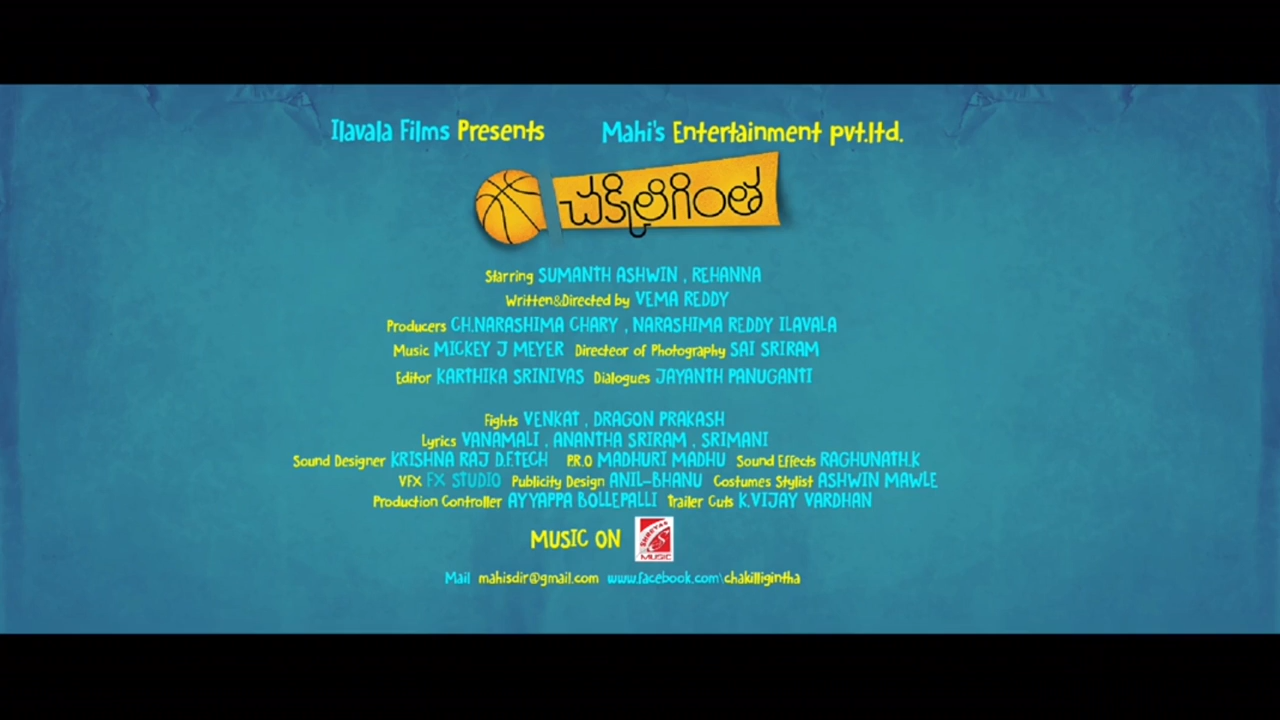 Ilavala Films Presents Mahi's Entertainment pvt.ltd.
చక్కిలిగింత
Starring SUMANTH ASHWIN , REHANNA
Written&Directed by VEMA REDDY
Producers CH.NARASHIMA CHARY , NARASHIMA REDDY ILAVALA
Music MICKEY J MEYER Directeor of Photography SAI SRIRAM
Editor KARTHIKA SRINIVAS Dialogues JAYANTH PANUGANTI
Fights VENKAT , DRAGON PRAKASH
Lyrics VANAMALI , ANANTHA SRIRAM , SRIMANI
Sound Designer KRISHNA RAJ D.F.TECH P.R.O MADHURI MADHU Sound Effects RAGHUNATH.K
VFX FX STUDIO Publicity Design ANIL-BHANU Costumes Stylist ASHWIN MAWLE
Production Controller AYYAPPA BOLLEPALLI Trailer Cuts K.VIJAY VARDHAN
MUSIC ON SHREYAS MUSIC
Mail mahisdir@gmail.com www.facebook.com\chakilligintha